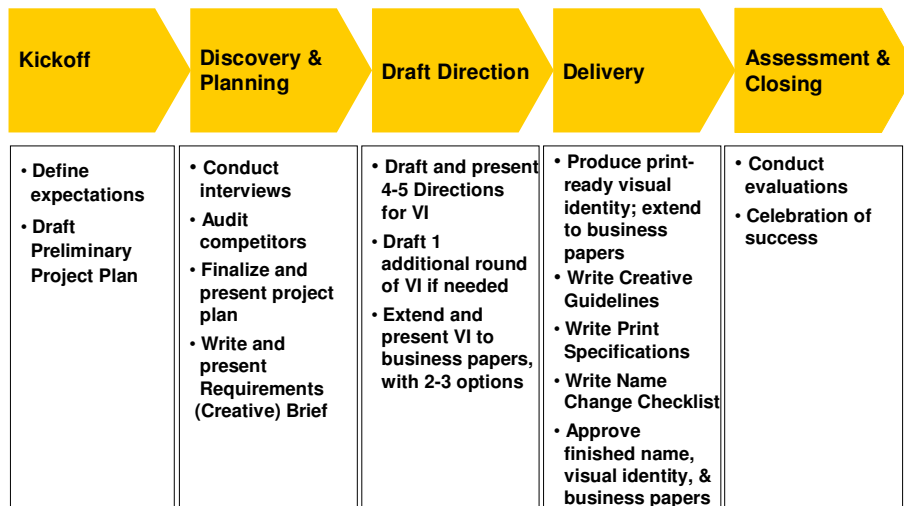 Kickoff
Discovery &
Planning
Draft Direction
Delivery
Assessment &
Closing
• Define
expectations
• Draft
Preliminary
Project Plan
• Conduct
interviews
• Audit
competitors
• Finalize and
present project
plan
• Write and
present
Requirements
(Creative) Brief
• Draft and present
4-5 Directions
for VI
• Draft 1
additional round
of VI if needed
• Extend and
present VI to
business papers,
with 2-3 options
• Produce print-
ready visual
identity; extend
to business
papers
• Write Creative
Guidelines
• Write Print
Specifications
• Write Name
Change Checklist
• Approve
finished name,
visual identity, &
business papers
• Conduct
evaluations
• Celebration of
success